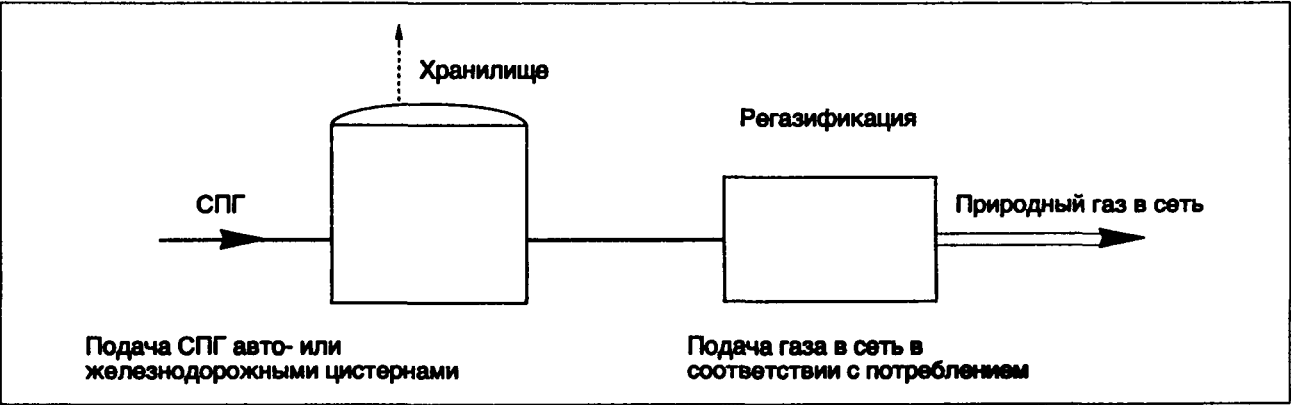 Хранилище
Регазификация
СПГ
Природный газ в сеть
Подача СПГ авто- или
железнодорожными цистернами
Подача газа в сеть в
соответствии с потреблением